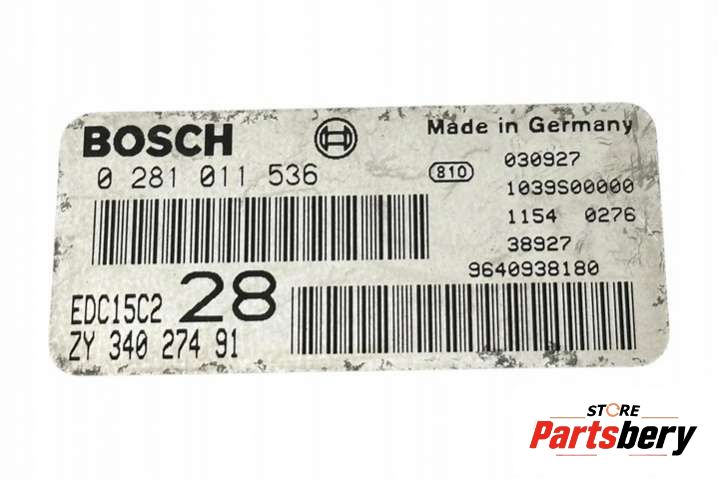 BOSCH
Made in Germany
0 281 011 536
810
030927
1039S00000
1154 0276
38927
9640938180
EDC15C2 28
ZY 340 274 91
STORE
Partsbery